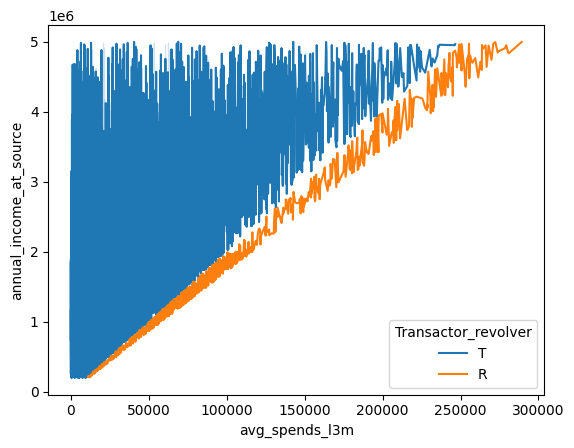 1e6
5
4
3
2
1
0
annual_income_at_source
0
50000
100000
150000
200000
250000
300000
avg_spends_l3m
Transactor_revolver
T
R